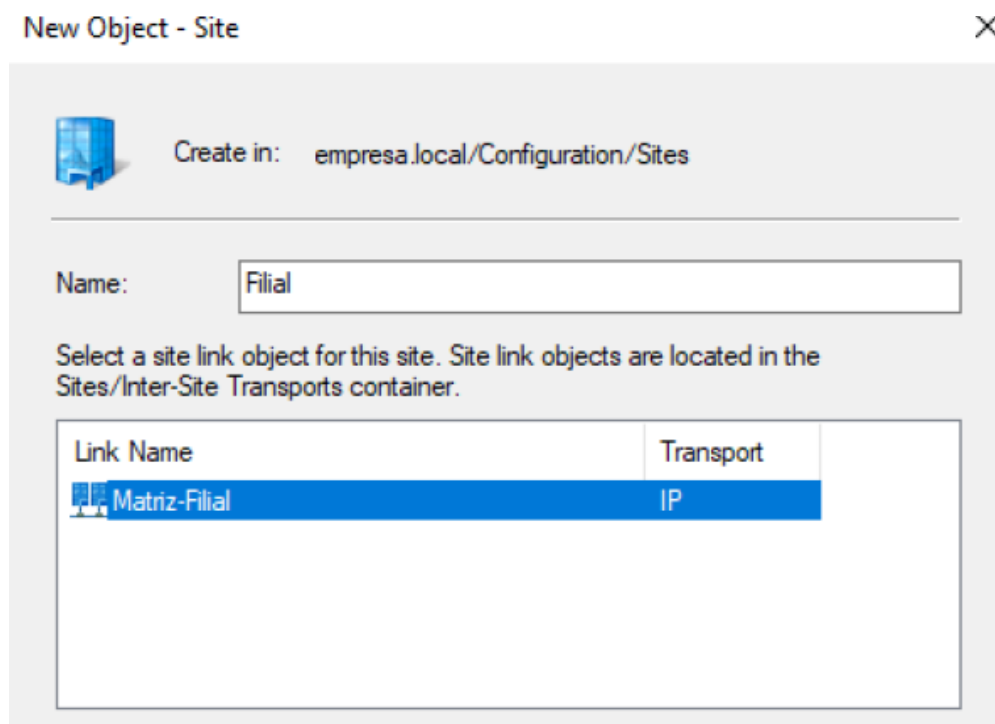 New Object - Site
Create in: empresa.local/Configuration/Sites
Name: Filial
Select a site link object for this site. Site link objects are located in the
Sites/Inter-Site Transports container.
Link Name Transport
Matriz-Filial IP